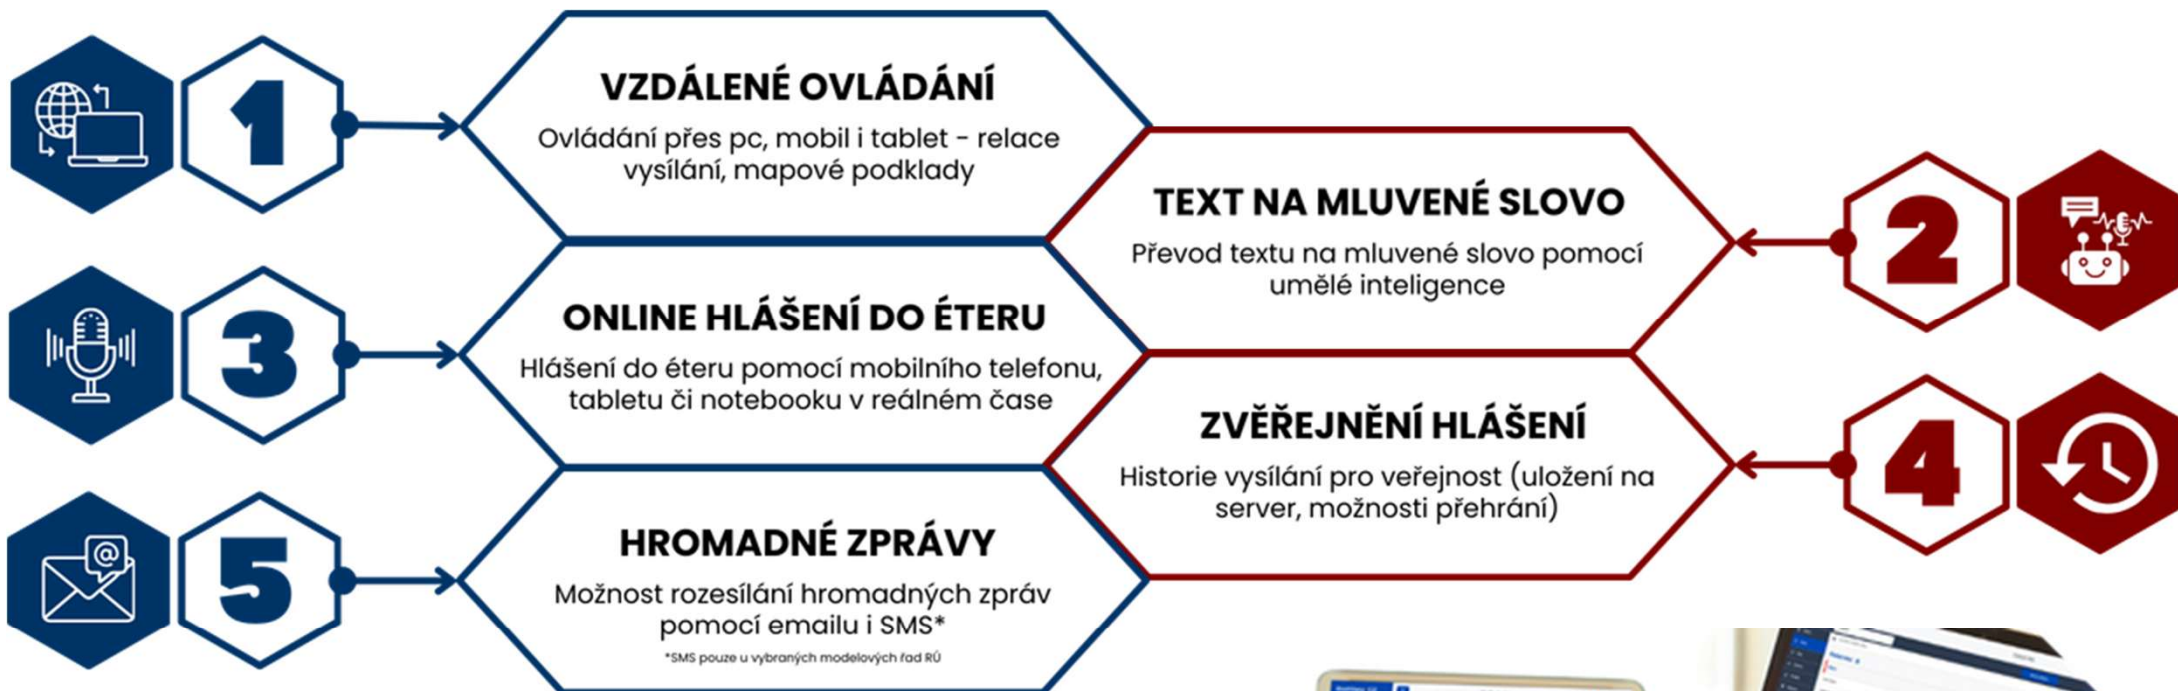 1
VZDÁLENÉ OVLÁDÁNÍ
Ovládání přes pc, mobil i tablet - relace
vysílání, mapové podklady
2
TEXT NA MLUVENÉ SLOVO
Převod textu na mluvené slovo pomocí
umělé inteligence
3
ONLINE HLÁŠENÍ DO ÉTERU
Hlášení do éteru pomocí mobilního telefonu,
tabletu či notebooku v reálném čase
4
ZVĚŘEJNĚNÍ HLÁŠENÍ
Historie vysílání pro veřejnost (uložení na
server, možnosti přehrání)
5
HROMADNÉ ZPRÁVY
Možnost rozesílání hromadných zpráv
pomocí emailu i SMS*
*SMS pouze u vybraných modelových řad RÚ
@